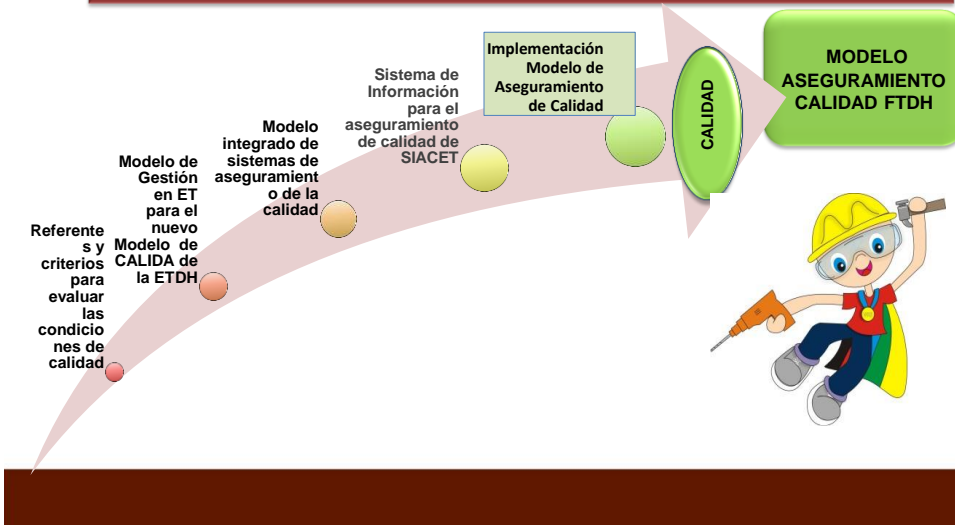 Referente
s y
criterios
para
evaluar
las
condicio
nes de
calidad
Modelo de
Gestión
en ET
para el
nuevo
Modelo de
CALIDA de
la ETDH
Modelo
integrado de
sistemas de
aseguramient
o de la
calidad
Sistema de
Información
para el
aseguramiento
de calidad de
SIACET
Implementación
Modelo de
Aseguramiento
de Calidad
CALIDAD
MODELO
ASEGURAMIENTO
CALIDAD FTDH